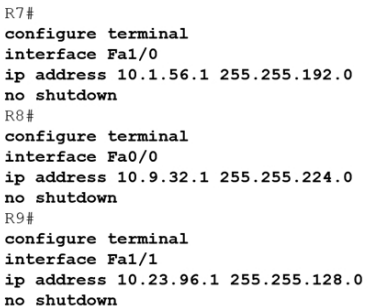 R7#
configure terminal
interface Fa1/0
ip address 10.1.56.1 255.255.192.0
no shutdown
R8#
configure terminal
interface Fa0/0
ip address 10.9.32.1 255.255.224.0
no shutdown
R9#
configure terminal
interface Fa1/1
ip address 10.23.96.1 255.255.128.0
no shutdown